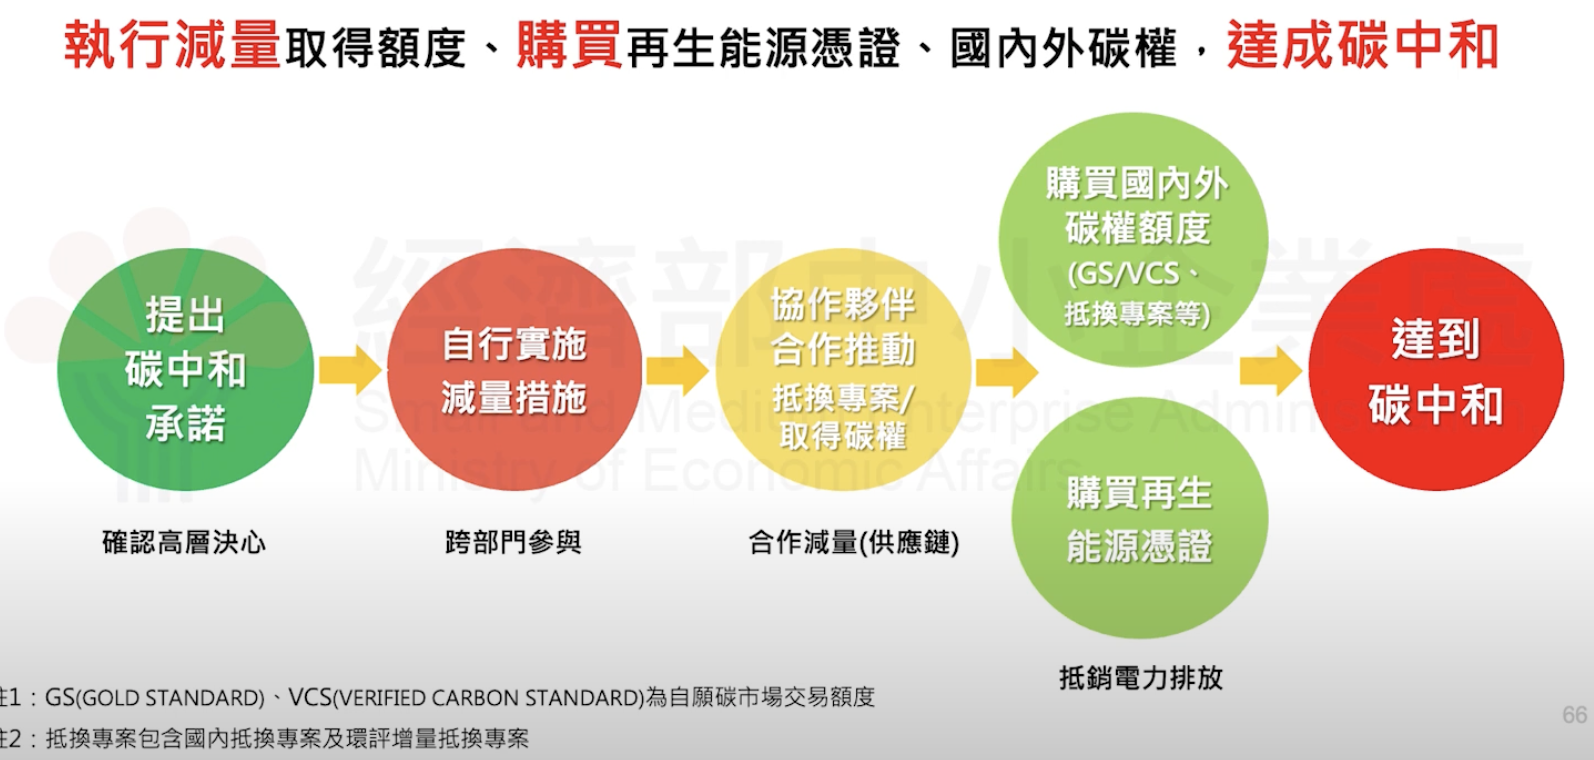 執行減量取得額度、購買再生能源憑證、國內外碳權，達成碳中和
提出
碳中和
承諾
確認高層決心
自行實施
減量措施
跨部門參與
協作夥伴
合作推動
抵換專案/
取得碳權
合作減量(供應鏈)
購買國內外
碳權額度
(GS/VCS、
抵換專案等)
購買再生
能源憑證
抵銷電力排放
達到
碳中和
經濟部中小企業處
Small and Medium Enterprise Administration
Ministry of Economic Affairs
註1：GS(GOLD STANDARD)、VCS(VERIFIED CARBON STANDARD)為自願碳市場交易額度
註2：抵換專案包含國內抵換專案及環評增量抵換專案
66